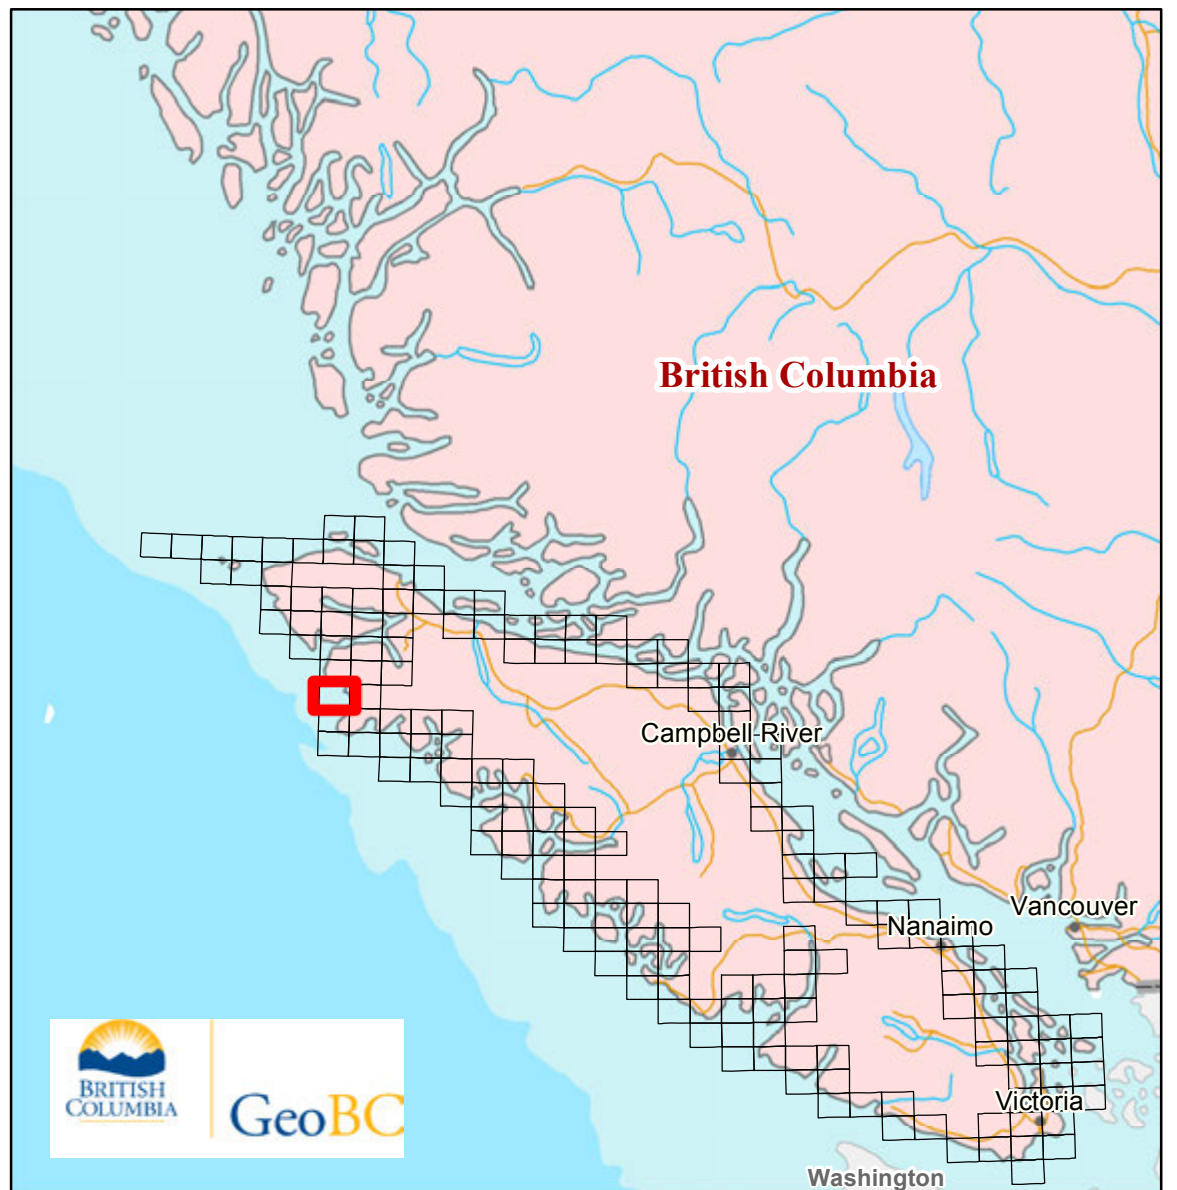 British Columbia
Campbell River
Vancouver
Nanaimo
BRITISH
COLUMBIA
GeoBC
Victoria
Washington